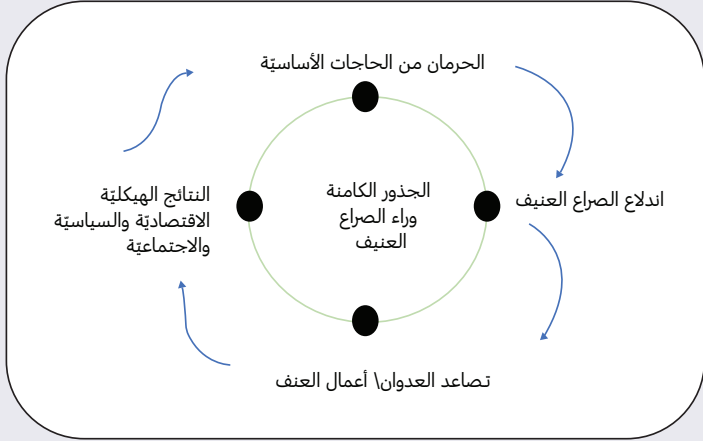 الحرمان من الحاجات الأساسيّة
اندلاع الصراع العنيف
تصاعد العدوان\ أعمال العنف
النتائج الهيكليّة
الاقتصاديّة والسياسيّة
والاجتماعيّة
الجذور الكامنة
وراء الصراع
العنيف